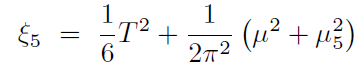 ξ₅ = 1/6 T² + 1/2π² (μ² + μ₅²)